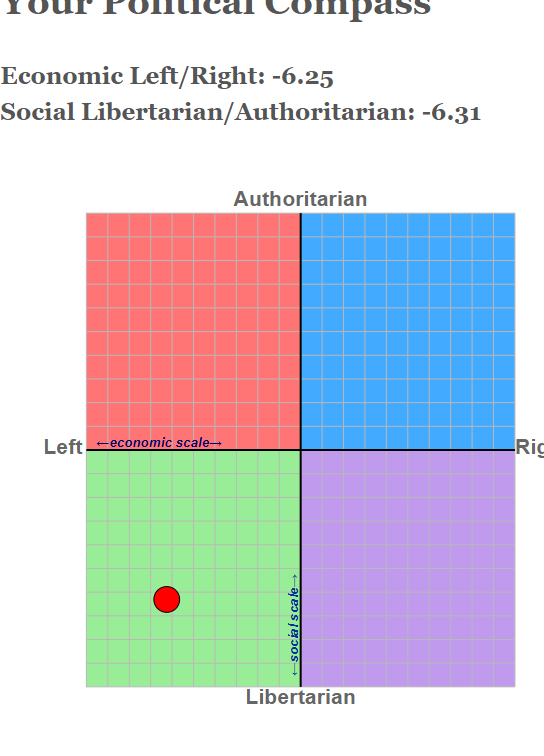 Your Political Compass
Economic Left/Right: -6.25
Social Libertarian/Authoritarian: -6.31
Authoritarian
←economic scale→
Left
←social scale→
Libertarian